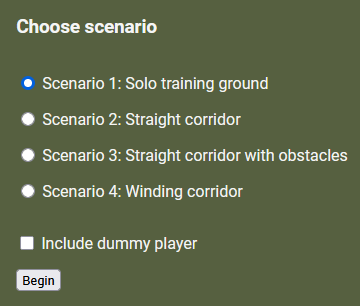 Choose scenario
Scenario 1: Solo training ground
Scenario 2: Straight corridor
Scenario 3: Straight corridor with obstacles
Scenario 4: Winding corridor
Include dummy player
Begin